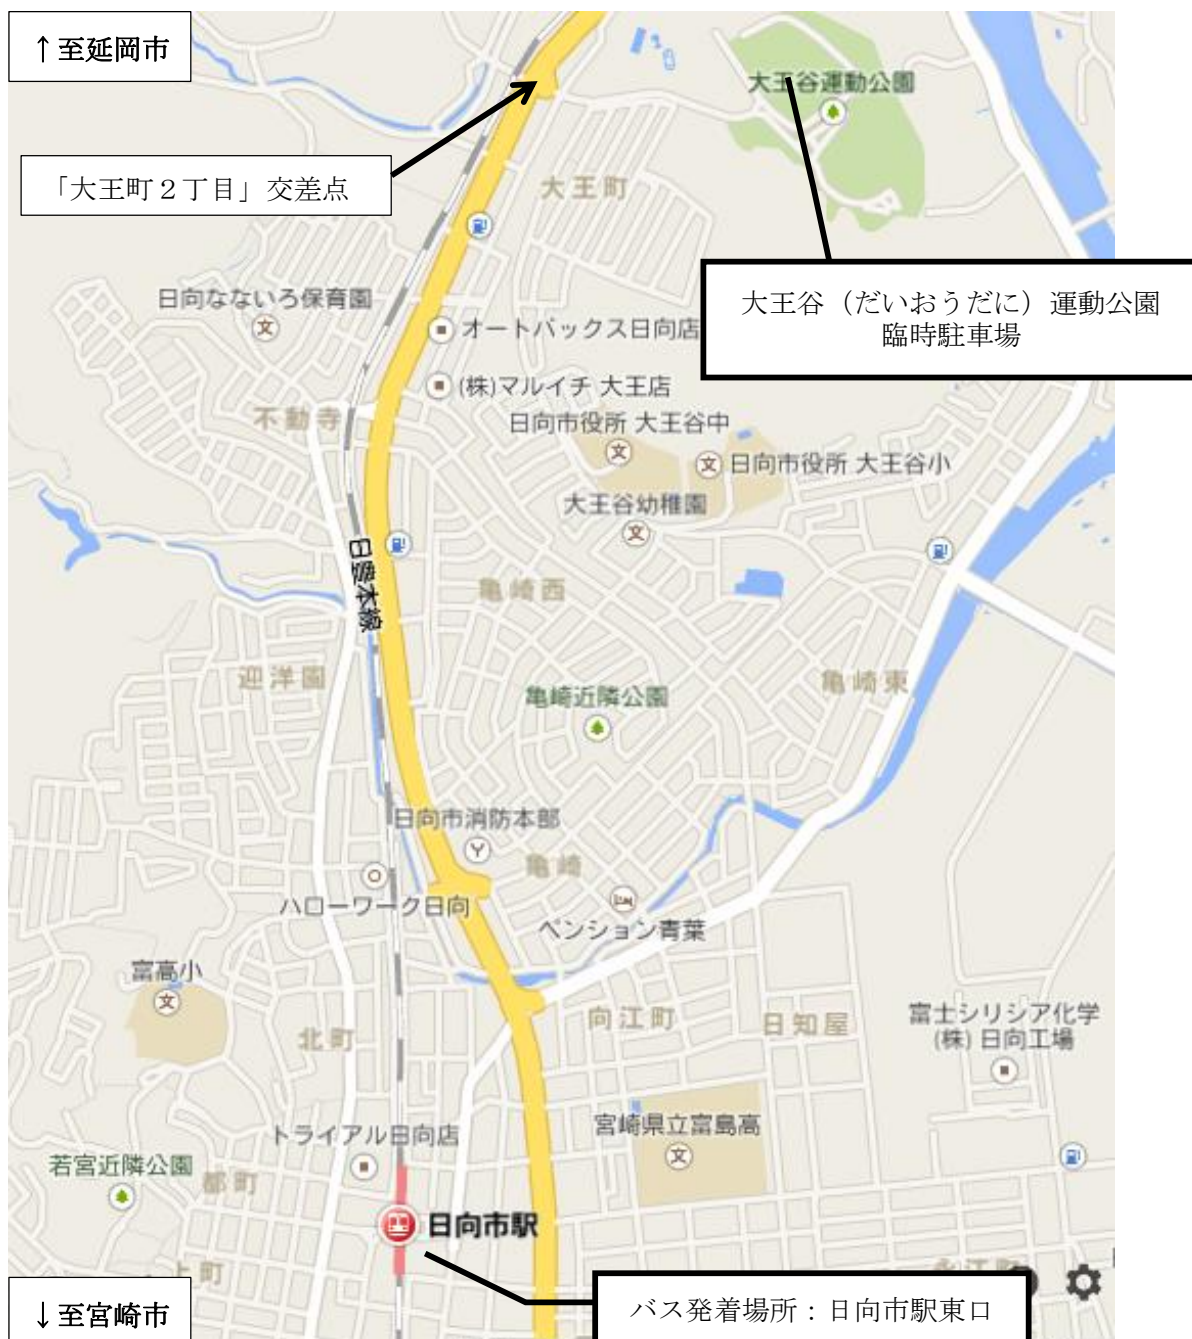 ↑至延岡市
大王谷運動公園
「大王町２丁目」交差点
大王町
大王谷（だいおうだに）運動公園
臨時駐車場
日向なないろ保育園
オートバックス日向店
(株)マルイチ 大王店
不動寺
日向市役所 大王谷中
日向市役所 大王谷小
大王谷幼稚園
日豊本線
亀崎西
迎洋園
亀崎東
亀崎近隣公園
日向市消防本部
亀崎
ハローワーク日向
ペンション青葉
富高小
北町
向江町
日知屋
富士シリシア化学
(株) 日向工場
トライアル日向店
宮崎県立富島高
若宮近隣公園
都町
日向市駅
上町
バス発着場所：日向市駅東口
↓至宮崎市